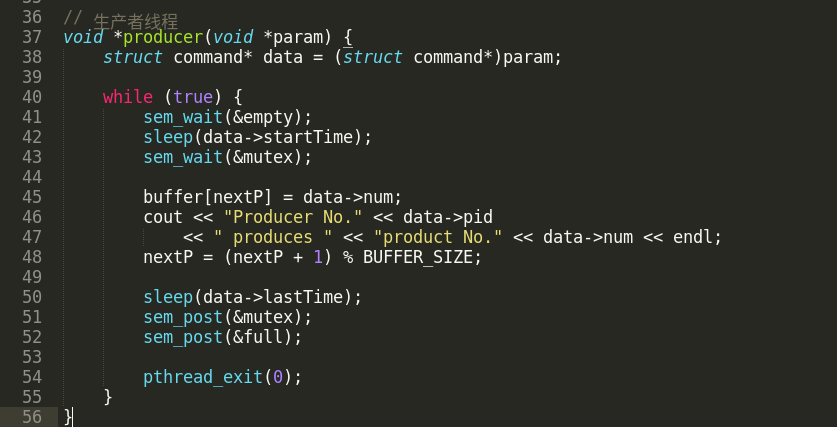 36 // 生产者线程
37 void *producer(void *param) {
38     struct command* data = (struct command*)param;
39
40     while (true) {
41         sem_wait(&empty);
42         sleep(data->startTime);
43         sem_wait(&mutex);
44
45         buffer[nextP] = data->num;
46         cout << "Producer No." << data->pid
47             << " produces " << "product No." << data->num << endl;
48         nextP = (nextP + 1) % BUFFER_SIZE;
49
50         sleep(data->lastTime);
51         sem_post(&mutex);
52         sem_post(&full);
53
54         pthread_exit(0);
55     }
56 }